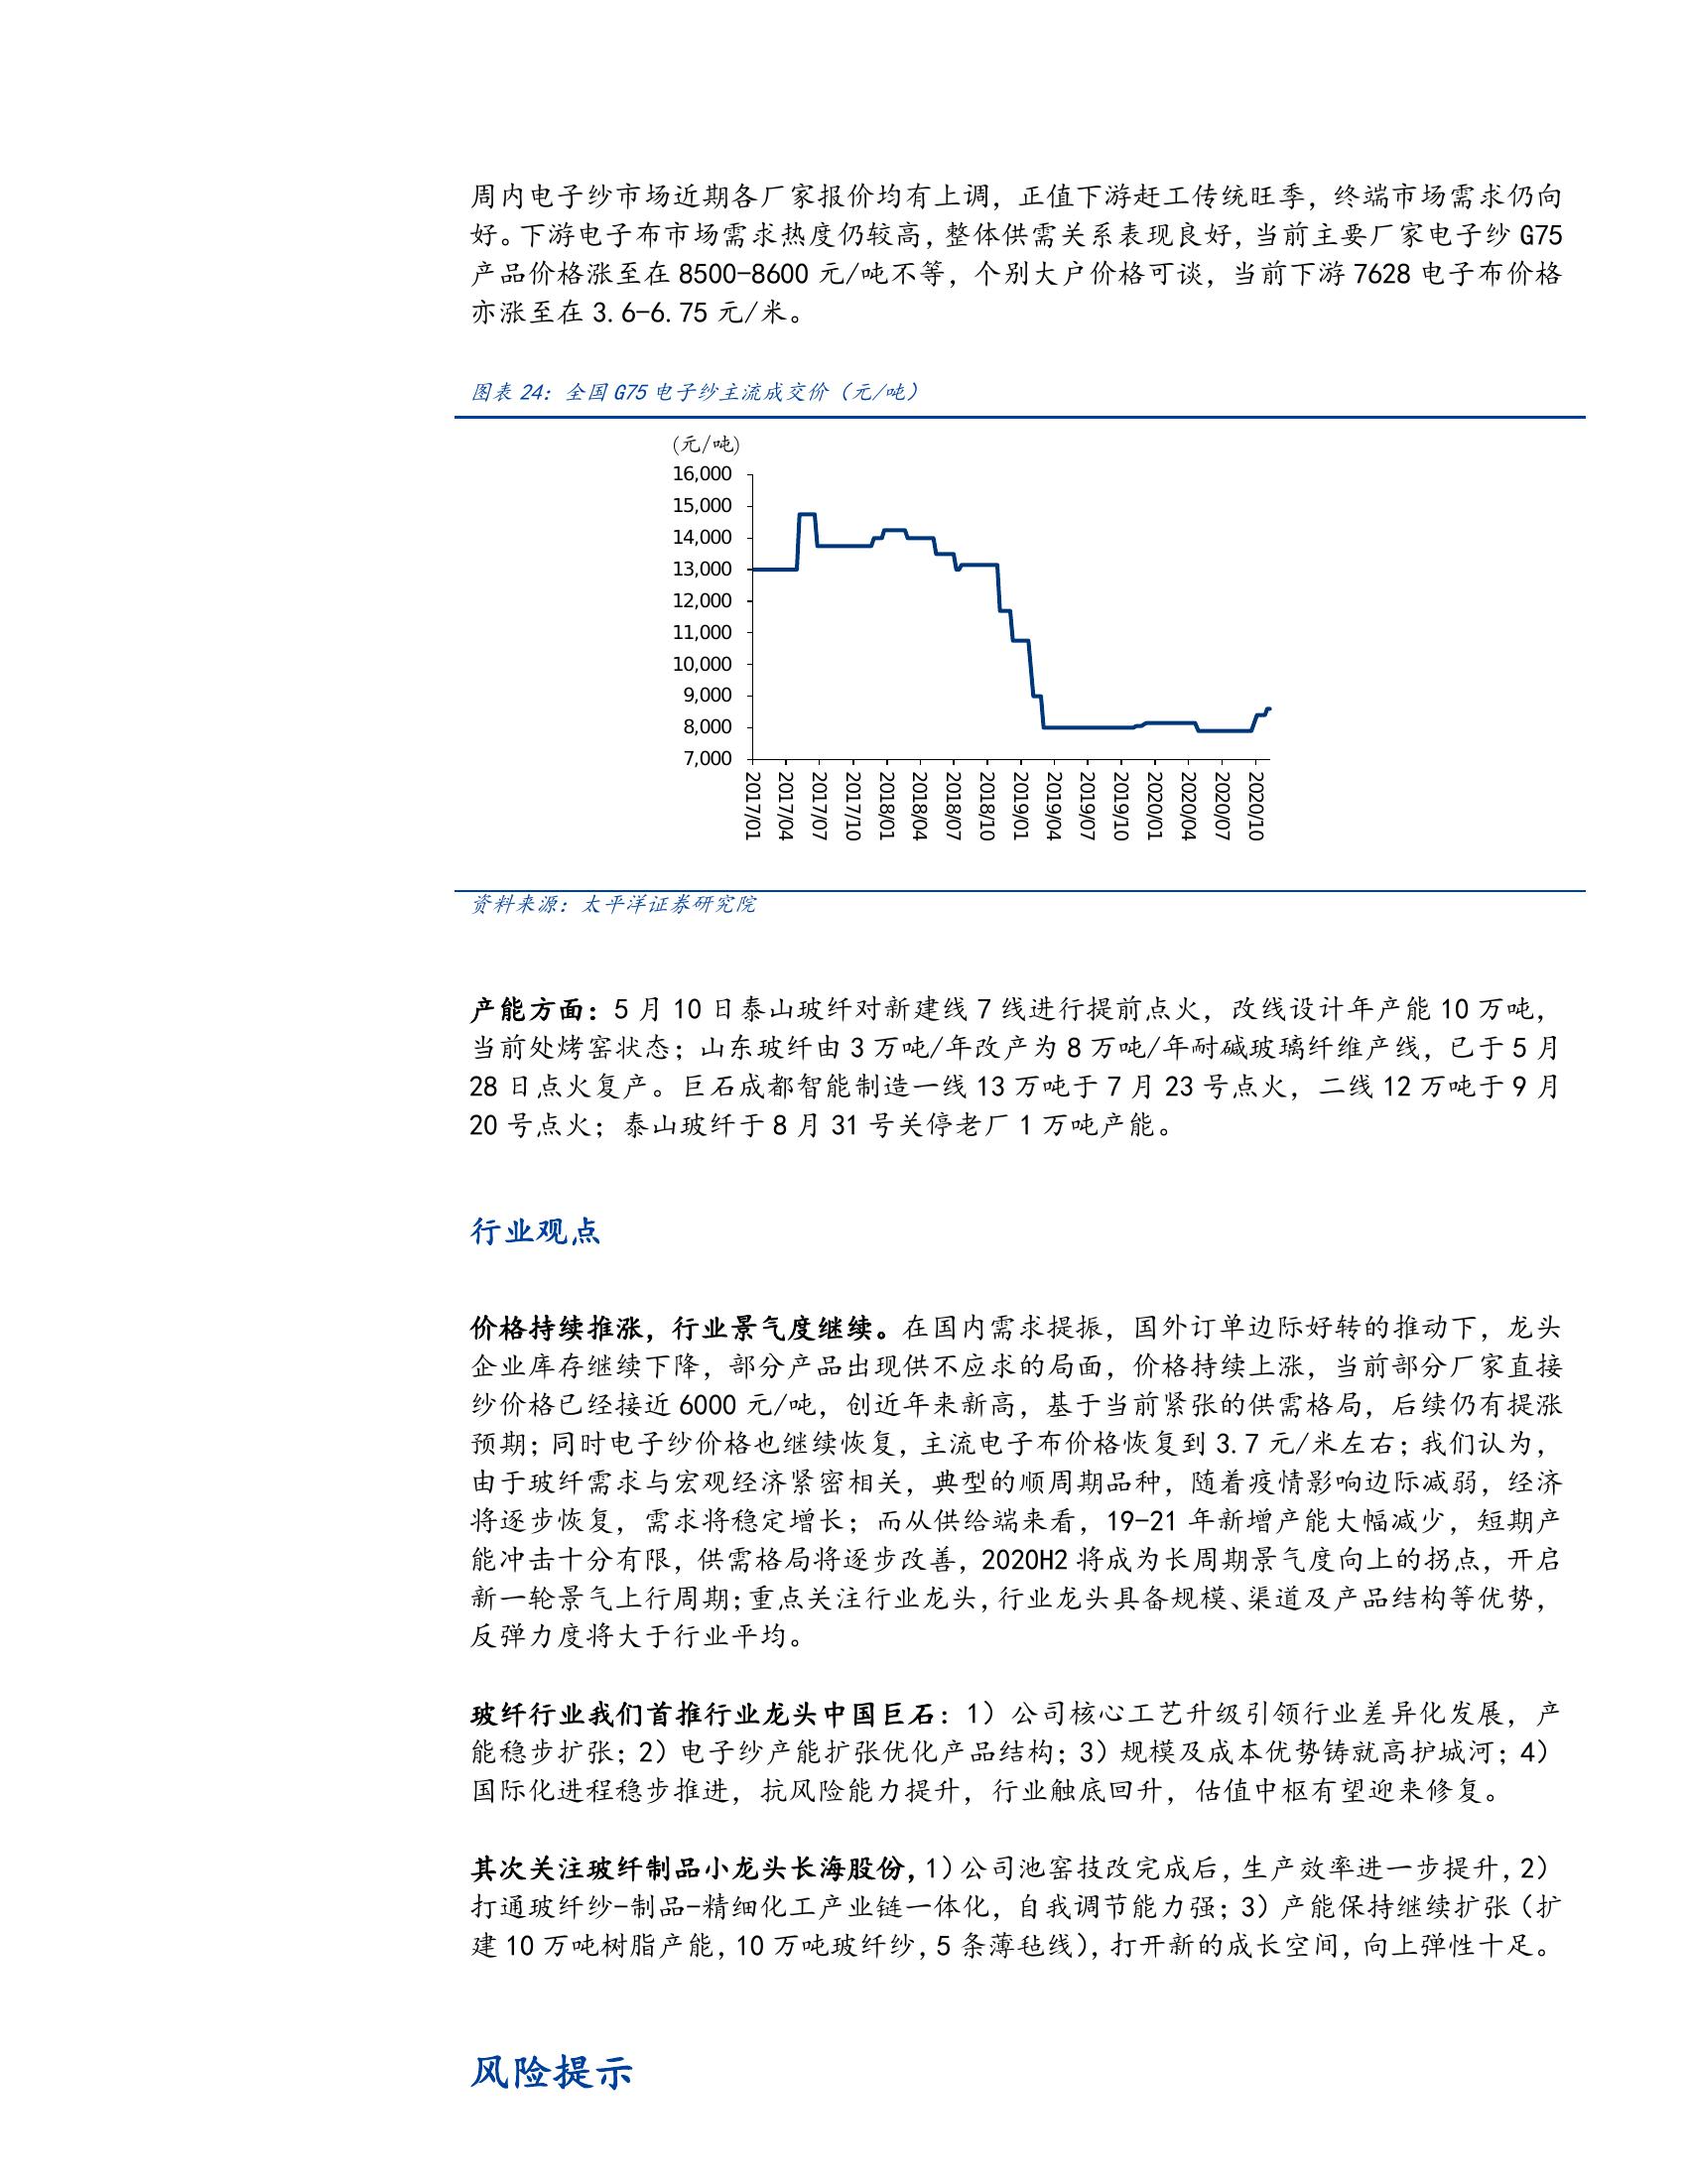 周内电子纱市场近期各厂家报价均有上调，正值下游赶工传统旺季，终端市场需求仍向
好。下游电子布市场需求热度仍较高，整体供需关系表现良好，当前主要厂家电子纱 G75
产品价格涨至在 8500-8600 元/吨不等，个别大户价格可谈，当前下游 7628 电子布价格
亦涨至在 3.6-6.75 元/米。
图表 24：全国 G75 电子纱主流成交价（元/吨）
(元/吨)
16,000
15,000
14,000
13,000
12,000
11,000
10,000
9,000
8,000
7,000
2017/01
2017/04
2017/07
2017/10
2018/01
2018/04
2018/07
2018/10
2019/01
2019/04
2019/07
2019/10
2020/01
2020/04
2020/07
2020/10
资料来源：太平洋证券研究院
产能方面：5 月 10 日泰山玻纤对新建线 7 线进行提前点火，改线设计年产能 10 万吨，
当前处烤窑状态；山东玻纤由 3 万吨/年改产为 8 万吨/年耐碱玻璃纤维产线，已于 5 月
28 日点火复产。巨石成都智能制造一线 13 万吨于 7 月 23 号点火，二线 12 万吨于 9 月
20 号点火；泰山玻纤于 8 月 31 号关停老厂 1 万吨产能。
行业观点
价格持续推涨，行业景气度继续。在国内需求提振，国外订单边际好转的推动下，龙头
企业库存继续下降，部分产品出现供不应求的局面，价格持续上涨，当前部分厂家直接
纱价格已经接近 6000 元/吨，创近年来新高，基于当前紧张的供需格局，后续仍有提涨
预期；同时电子纱价格也继续恢复，主流电子布价格恢复到 3.7 元/米左右；我们认为，
由于玻纤需求与宏观经济紧密相关，典型的顺周期品种，随着疫情影响边际减弱，经济
将逐步恢复，需求将稳定增长；而从供给端来看，19-21 年新增产能大幅减少，短期产
能冲击十分有限，供需格局将逐步改善，2020H2 将成为长周期景气度向上的拐点，开启
新一轮景气上行周期；重点关注行业龙头，行业龙头具备规模、渠道及产品结构等优势，
反弹力度将大于行业平均。
玻纤行业我们首推行业龙头中国巨石：1）公司核心工艺升级引领行业差异化发展，产
能稳步扩张；2）电子纱产能扩张优化产品结构；3）规模及成本优势铸就高护城河；4）
国际化进程稳步推进，抗风险能力提升，行业触底回升，估值中枢有望迎来修复。
其次关注玻纤制品小龙头长海股份，1）公司池窑技改完成后，生产效率进一步提升，2）
打通玻纤纱-制品-精细化工产业链一体化，自我调节能力强；3）产能保持继续扩张（扩
建 10 万吨树脂产能，10 万吨玻纤纱，5 条薄毡线），打开新的成长空间，向上弹性十足。
风险提示